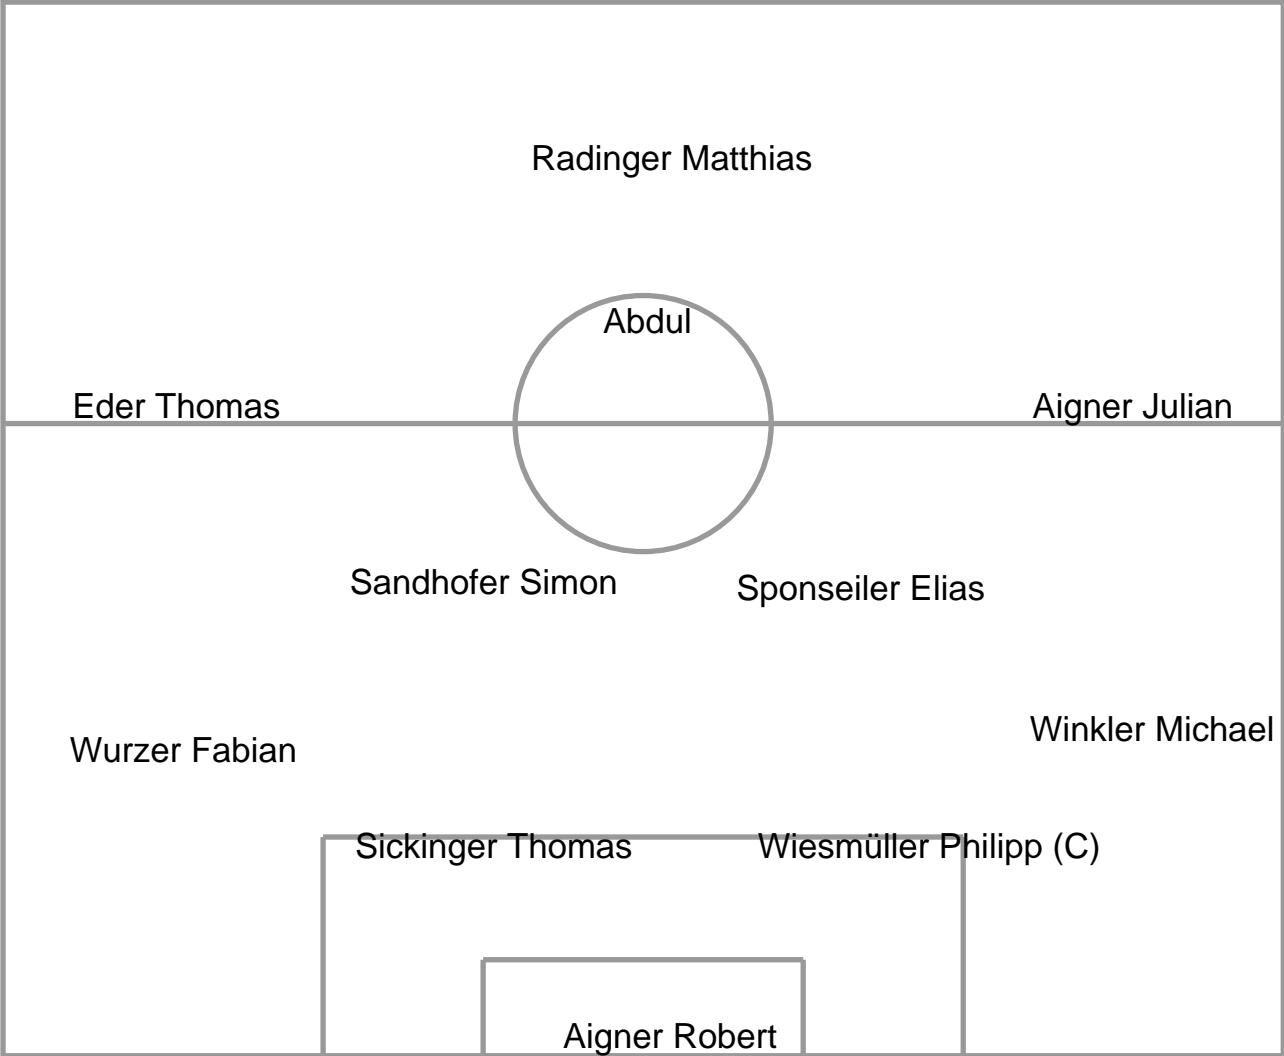 Radinger Matthias
Abdul
Eder Thomas
Aigner Julian
Sandhofer Simon
Sponseiler Elias
Wurzer Fabian
Winkler Michael
Sickinger Thomas
Wiesmüller Philipp (C)
Aigner Robert